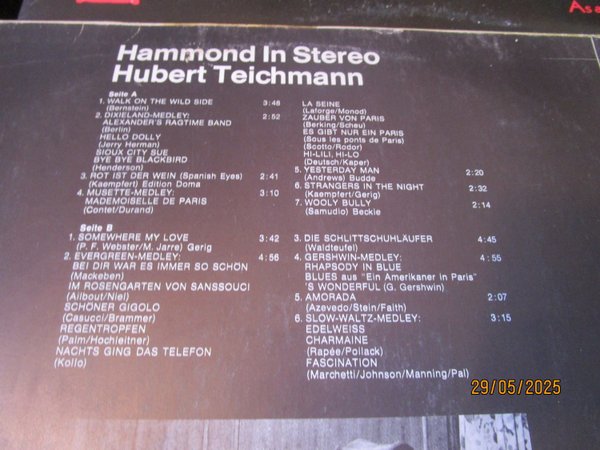 Ase
Hammond In Stereo
Hubert Teichmann
Seite A
1. WALK ON THE WILD SIDE 3:48
(Bernstein)
2. DIXIELAND-MEDLEY: 2:52
ALEXANDER'S RAGTIME BAND
(Berlin)
HELLO DOLLY
(Jerry Herman)
SIOUX CITY SUE
BYE BYE BLACKBIRD
(Henderson)
3. ROT IST DER WEIN (Spanish Eyes) 2:41
(Kaempfert) Edition Doma
4. MUSETTE-MEDLEY: 3:10
MADEMOISELLE DE PARIS
(Contet/Durand)
LA SEINE
(Laforge/Monod)
ZAUBER VON PARIS
(Berking/Scheu)
ES GIBT NUR EIN PARIS
(Sous les ponts de Paris)
(Scotto/Rodor)
HI-LILI, HI-LO
(Deutsch/Kaper)
5. YESTERDAY MAN 2:20
(Andrews) Budde
6. STRANGERS IN THE NIGHT 2:32
(Kaempfert/Gerig)
7. WOOLY BULLY 2:14
(Samudio) Beckie
Seite B
1. SOMEWHERE MY LOVE 3:42
(P. F. Webster/M. Jarre) Gerig
2. EVERGREEN-MEDLEY: 4:56
BEI DIR WAR ES IMMER SO SCHÖN
(Mackeben)
IM ROSENGARTEN VON SANSSOUCI
(Ailbout/Niel)
SCHÖNER GIGOLO
(Casucci/Brammer)
REGENTROPFEN
(Palm/Hochleitner)
NACHTS GING DAS TELEFON
(Kollo)
3. DIE SCHLITTSCHUHLÄUFER 4:45
(Waldteufel)
4. GERSHWIN-MEDLEY: 4:55
RHAPSODY IN BLUE
BLUES aus "Ein Amerikaner in Paris"
'S WONDERFUL (G. Gershwin)
5. AMORADA 2:07
(Azevedo/Stein/Faith)
6. SLOW-WALTZ-MEDLEY: 3:15
EDELWEISS
CHARMAINE
(Rapée/Pollack)
FASCINATION
(Marchetti/Johnson/Manning/Pal)
29/05/2025